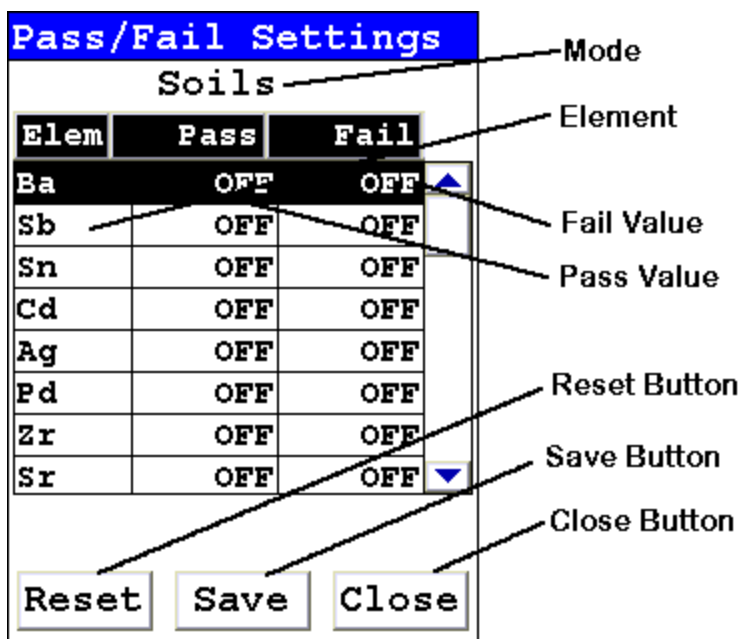 Pass/Fail Settings
Soils
Mode
Elem Pass Fail
Element
Ba OFF OFF
Sb OFF OFF
Fail Value
Sn OFF OFF
Pass Value
Cd OFF OFF
Ag OFF OFF
Pd OFF OFF
Reset Button
Zr OFF OFF
Sr OFF OFF
Save Button
Close Button
Reset Save Close